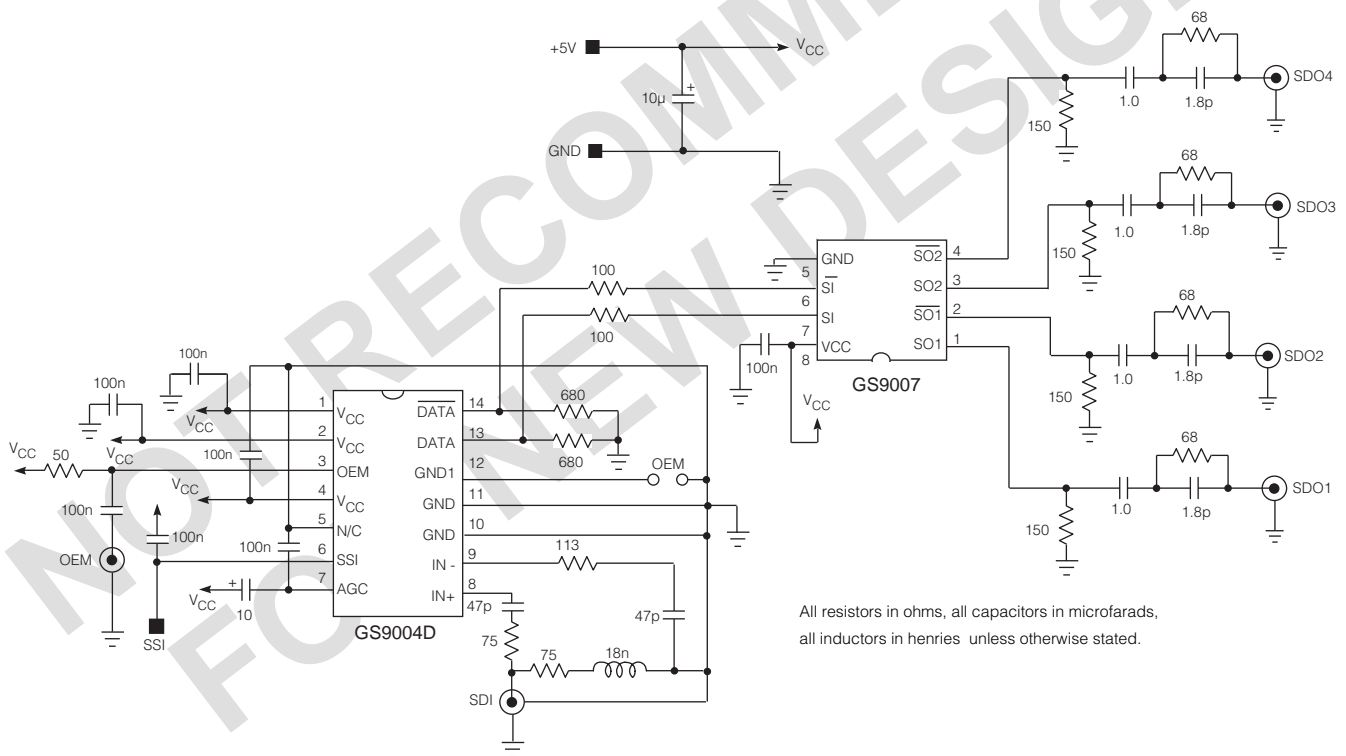 NOT RECOMM
NEW DESIGN
FO
+5V
VCC
10µ
+
GND
68
SDO4
1.0
1.8p
150
68
SDO3
1.0
1.8p
150
GND
5
SI
6
SI
7
VCC
8
SO2 4
SO2 3
SO1 2
SO1 1
GS9007
100
100
100n
VCC
68
SDO2
1.0
1.8p
150
68
SDO1
1.0
1.8p
150
100n
100n
VCC
VCC
VCC 50
100n
VCC
100n
OEM
100n
SSI
100n
VCC
+
10
1 VCC
2 VCC
3 OEM
4 VCC
5 N/C
6 SSI
7 AGC
DATA 14
DATA 13
GND1 12
GND 11
GND 10
IN - 9
IN+ 8
GS9004D
680
680
OEM
113
47p
47p
75
75
18n
SDI
All resistors in ohms, all capacitors in microfarads,
all inductors in henries unless otherwise stated.